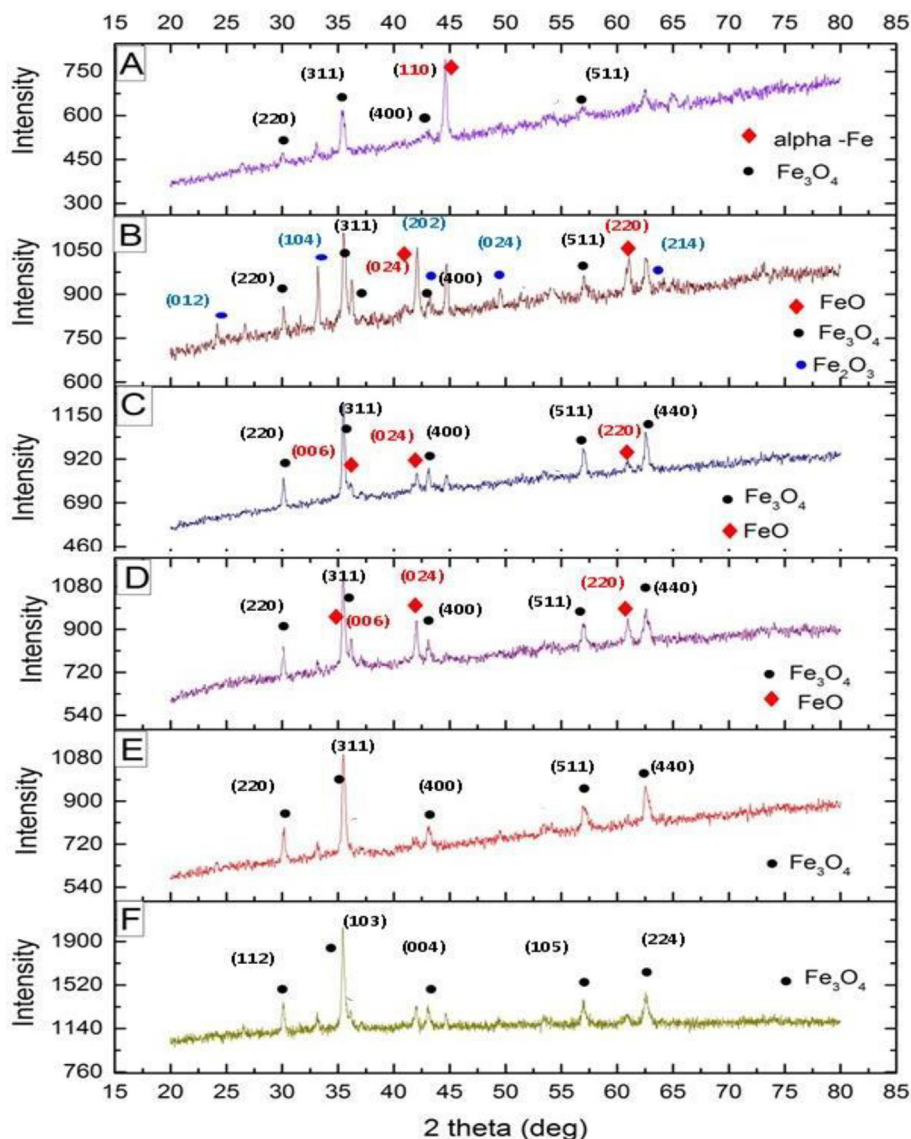 15 20 25 30 35 40 45 50 55 60 65 70 75 80 85
A
Intensity
750
600
450
300
(220)
(311)
(400)
(110)
(511)
alpha -Fe
Fe₃O₄
B
Intensity
1050
900
750
600
(012)
(220)
(104)
(311)
(024)
(202)
(400)
(024)
(511)
(220)
(214)
FeO
Fe₃O₄
Fe₂O₃
C
Intensity
1150
920
690
460
(220)
(006)
(311)
(024)
(400)
(511)
(220)
(440)
Fe₃O₄
FeO
D
Intensity
1080
900
720
540
(220)
(311)
(006)
(024)
(400)
(511)
(220)
(440)
Fe₃O₄
FeO
E
Intensity
1080
900
720
540
(220)
(311)
(400)
(511)
(440)
Fe₃O₄
F
Intensity
1900
1520
1140
760
(112)
(103)
(004)
(105)
(224)
Fe₃O₄
15 20 25 30 35 40 45 50 55 60 65 70 75 80 85
2 theta (deg)